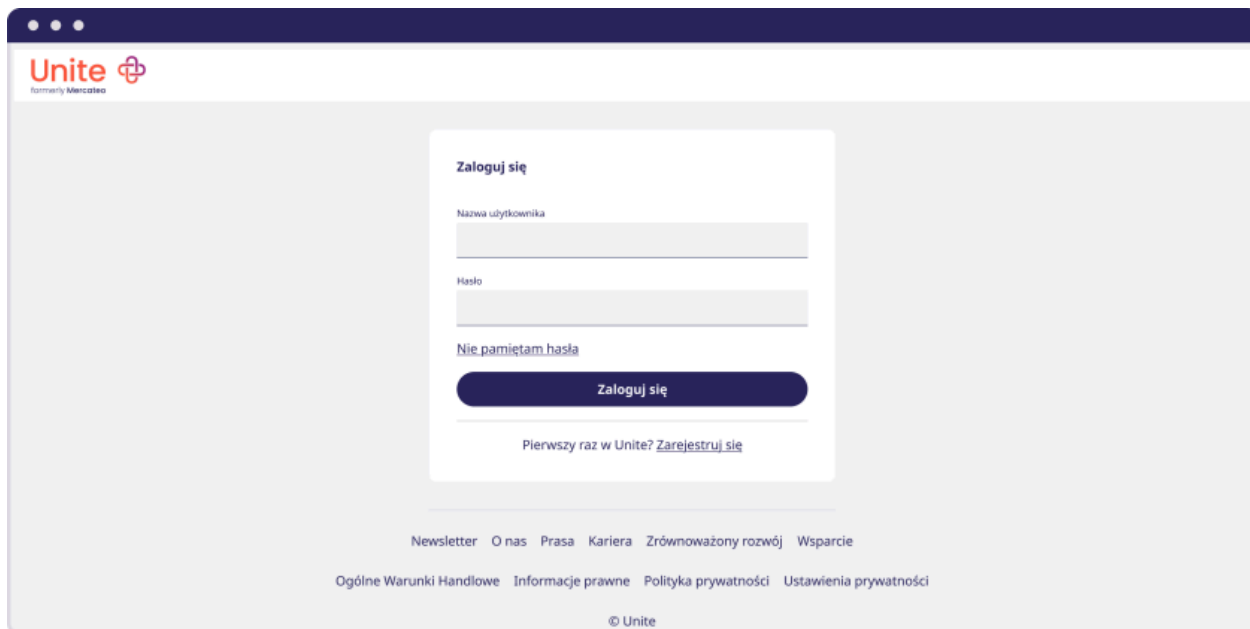 Unite
formerly Mercateo
Zaloguj się
Nazwa użytkownika
Hasło
Nie pamiętam hasła
Zaloguj się
Pierwszy raz w Unite? Zarejestruj się
Newsletter O nas Prasa Kariera Zrównoważony rozwój Wsparcie
Ogólne Warunki Handlowe Informacje prawne Polityka prywatności Ustawienia prywatności
© Unite